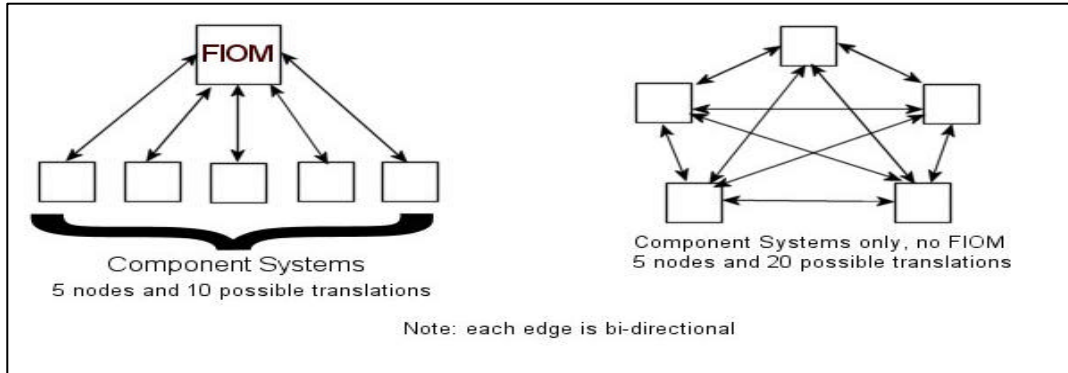 FIOM
Component Systems
5 nodes and 10 possible translations
Component Systems only, no FIOM
5 nodes and 20 possible translations
Note: each edge is bi-directional